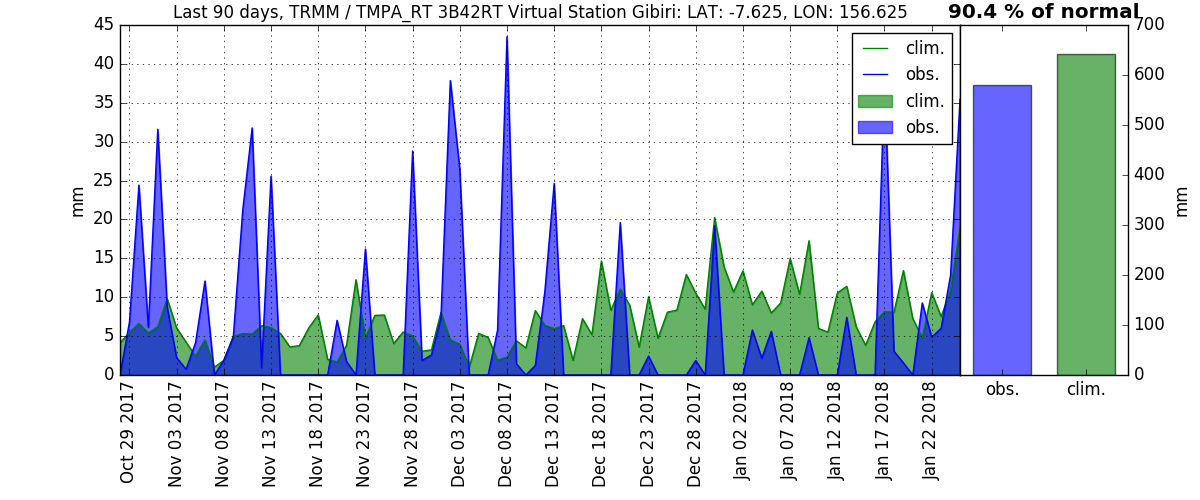 Last 90 days, TRMM / TMPA_RT 3B42RT Virtual Station Gibiri: LAT: -7.625, LON: 156.625
90.4 % of normal
45
40
35
30
25
20
15
10
5
0
mm
clim.
obs.
clim.
obs.
700
600
500
400
300
200
100
0
mm
obs.
clim.
Oct 29 2017
Nov 03 2017
Nov 08 2017
Nov 13 2017
Nov 18 2017
Nov 23 2017
Nov 28 2017
Dec 03 2017
Dec 08 2017
Dec 13 2017
Dec 18 2017
Dec 23 2017
Dec 28 2017
Jan 02 2018
Jan 07 2018
Jan 12 2018
Jan 17 2018
Jan 22 2018